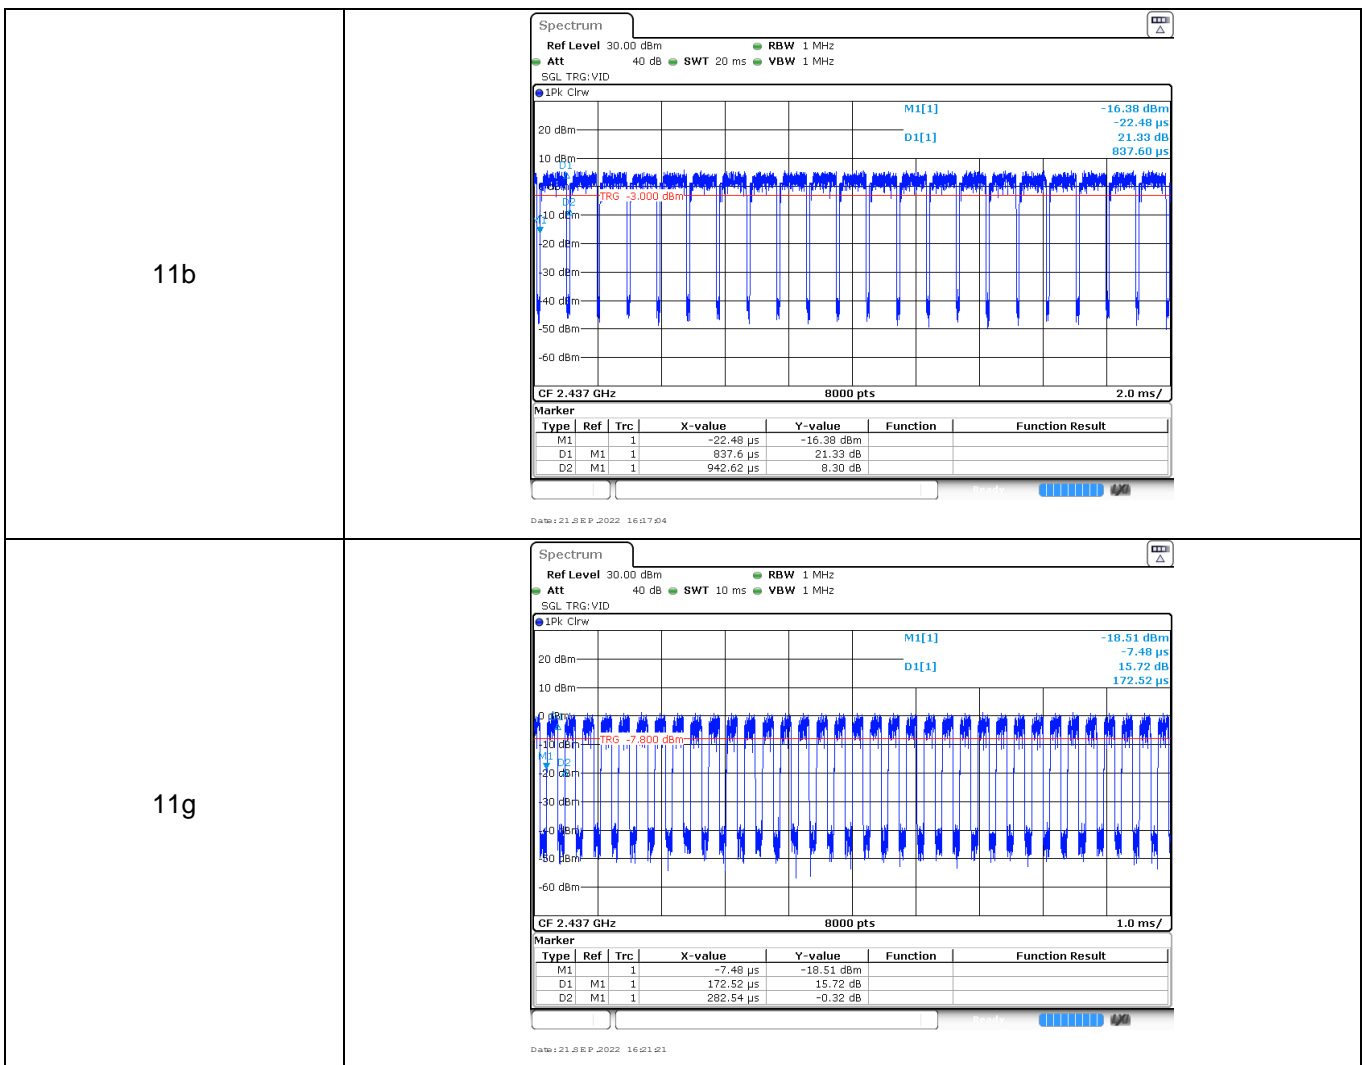 11b
Spectrum
Ref Level 30.00 dBm RBW 1 MHz
Att 40 dB SWT 20 ms VBW 1 MHz
SGL TRG:VID
1Pk Clrw
M1[1] -16.38 dBm
-22.48 µs
20 dBm
D1[1] 21.33 dB
837.60 µs
10 dBm
D1
TRG -3.000 dBm
D2
-10 dBm
M1
-20 dBm
-30 dBm
-40 dBm
-50 dBm
-60 dBm
CF 2.437 GHz 8000 pts 2.0 ms/
Marker
Type Ref Trc X-value Y-value Function Function Result
M1 1 -22.48 µs -16.38 dBm
D1 M1 1 837.6 µs 21.33 dB
D2 M1 1 942.62 µs 8.30 dB
Ready
Date: 21.SEP.2022 16:17:04
11g
Spectrum
Ref Level 30.00 dBm RBW 1 MHz
Att 40 dB SWT 10 ms VBW 1 MHz
SGL TRG:VID
1Pk Clrw
M1[1] -18.51 dBm
-7.48 µs
20 dBm
D1[1] 15.72 dB
172.52 µs
10 dBm
0 dBm
TRG -7.800 dBm
-10 dBm
M1
D2
-20 dBm
-30 dBm
-40 dBm
-50 dBm
-60 dBm
CF 2.437 GHz 8000 pts 1.0 ms/
Marker
Type Ref Trc X-value Y-value Function Function Result
M1 1 -7.48 µs -18.51 dBm
D1 M1 1 172.52 µs 15.72 dB
D2 M1 1 282.54 µs -0.32 dB
Ready
Date: 21.SEP.2022 16:21:21